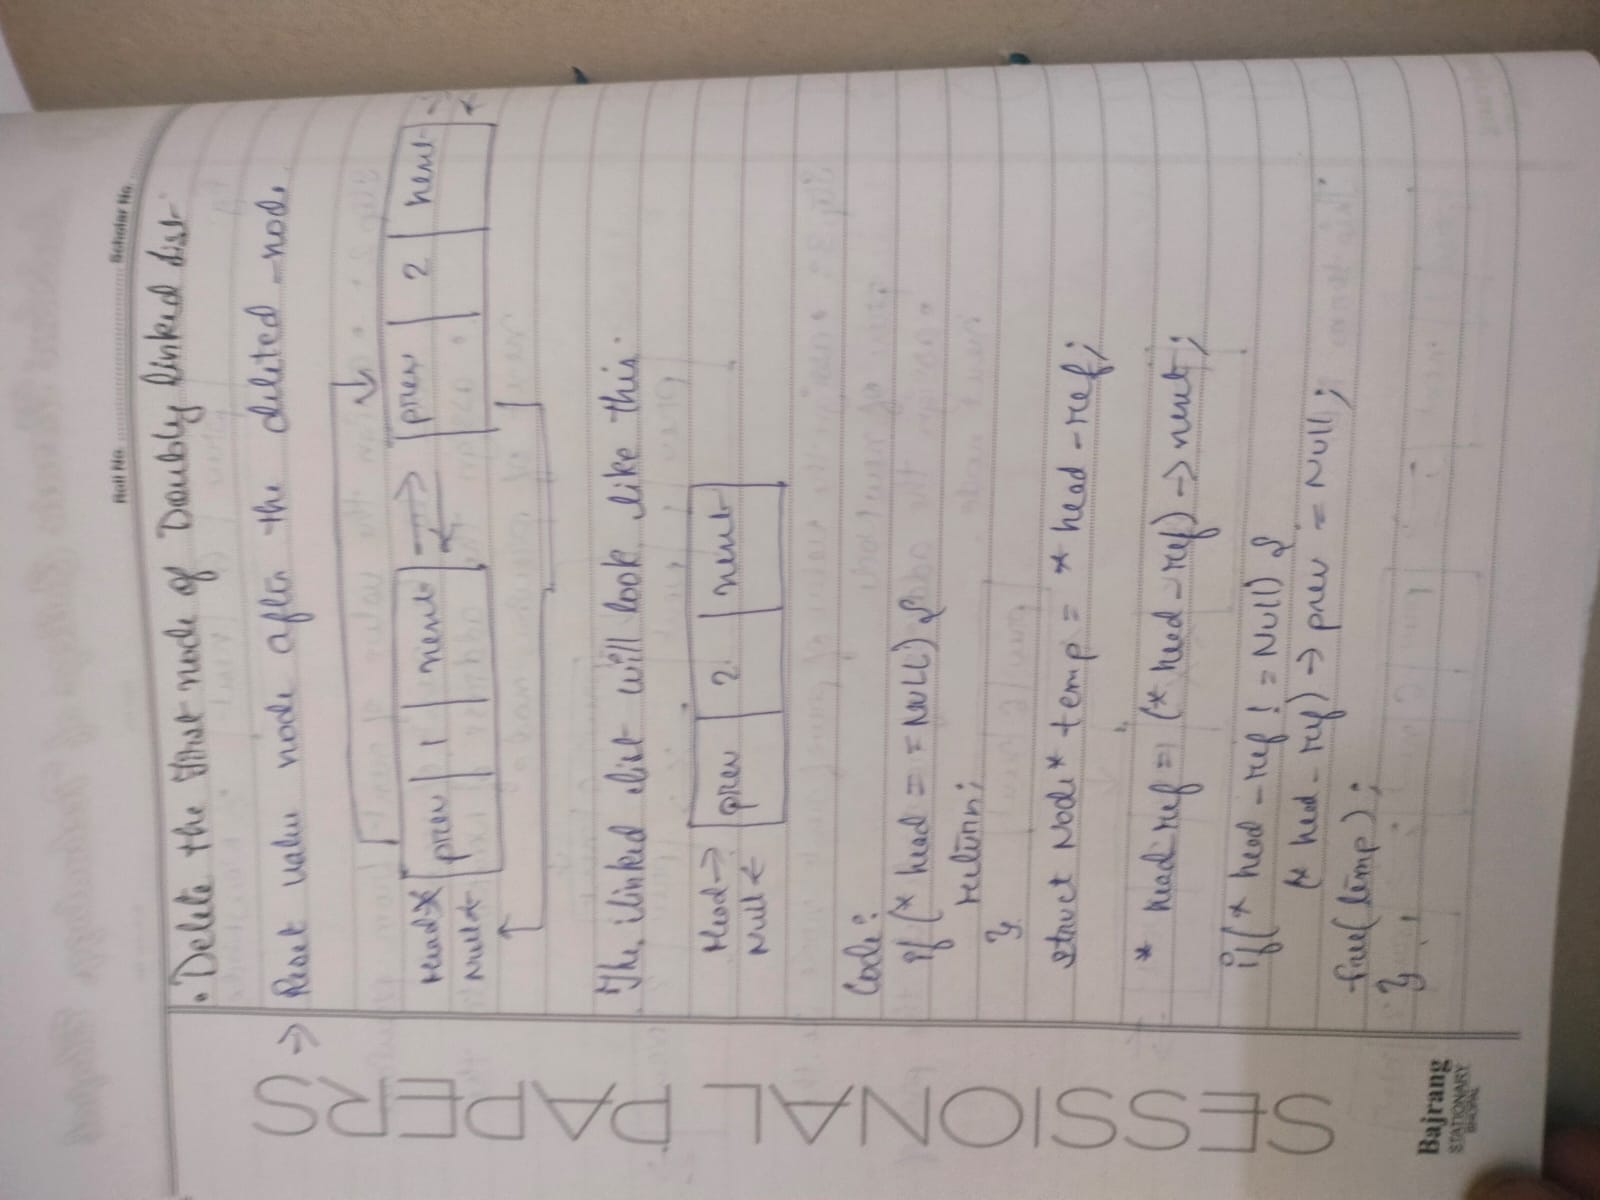 Roll No. .......... Scholar No. ..........
• Delete the first node of Doubly linked list
→ Reset value node after the deleted node
Head
Null ←
prev 1 next
prev 2 next
The linked list will look like this.
Head →
Null ←
prev 2 next
Code:
if (* head = = NULL) {
return;
}
struct Node* temp = * head -ref;
* head ref = (* head -ref) → next;
if(* head -ref ! = Null) {
(* head -ref) → prev = Null;
free(temp);
}
SESSIONAL PAPERS
Bajrang
STATIONARY
BHOPAL